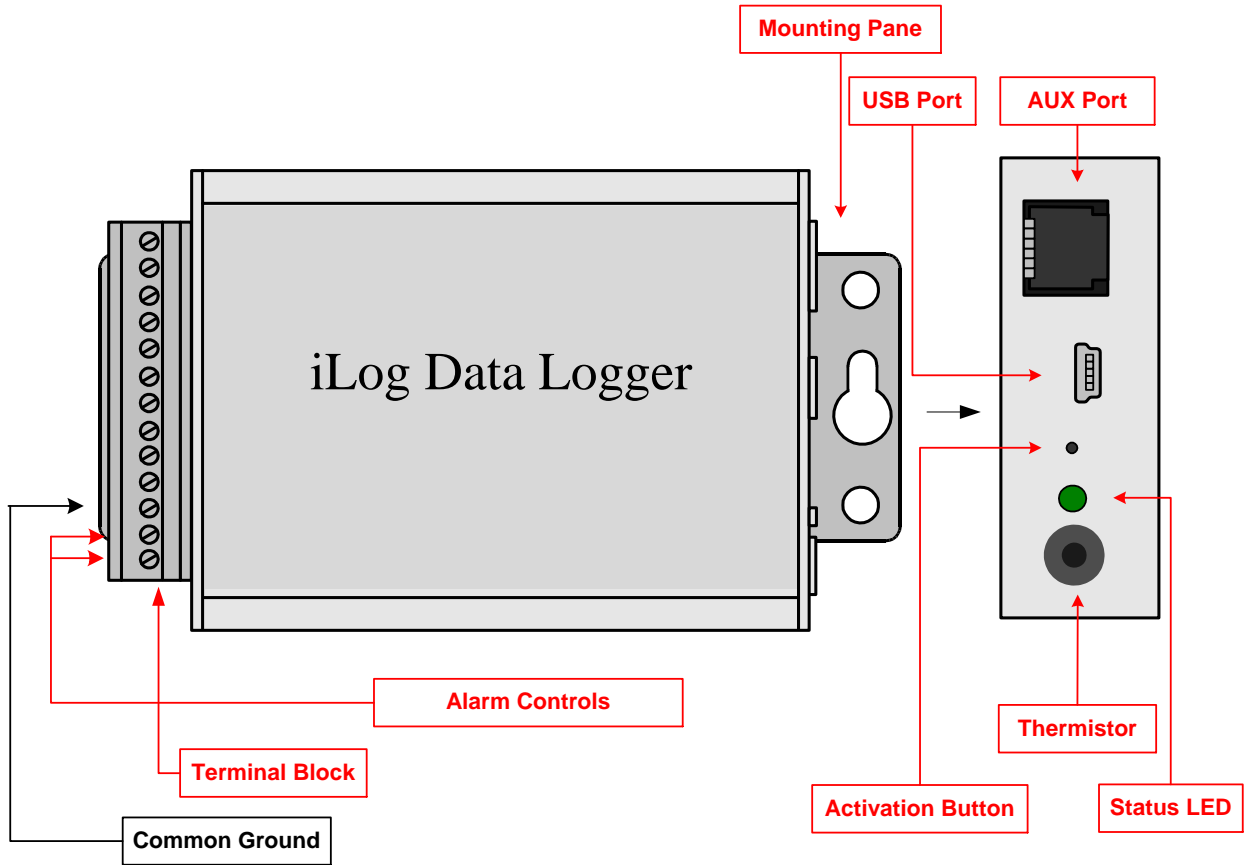 Mounting Pane
USB Port
AUX Port
iLog Data Logger
Alarm Controls
Thermistor
Terminal Block
Activation Button
Status LED
Common Ground